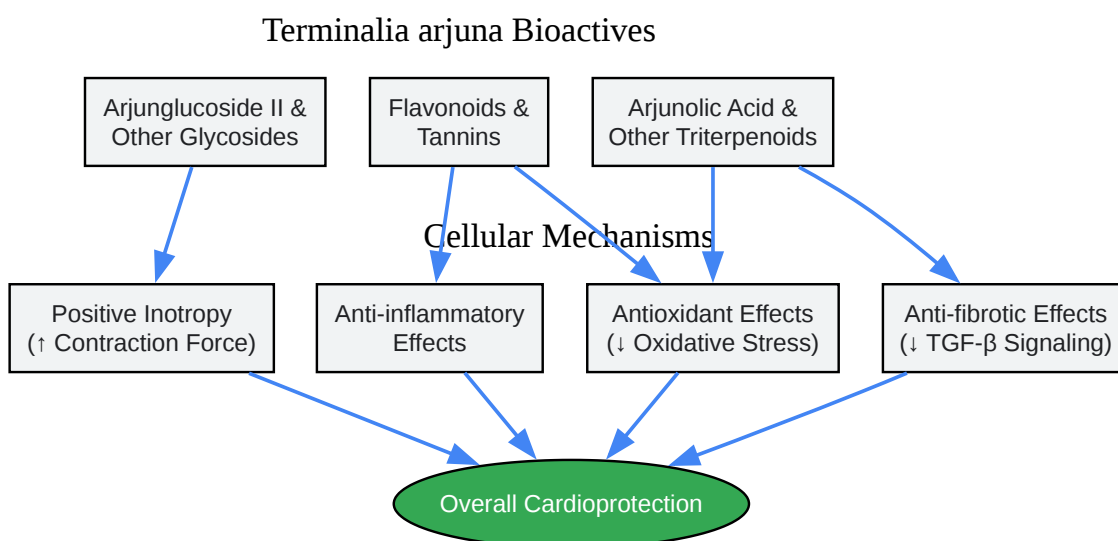 Terminalia arjuna Bioactives
Arjunglucoside II &
Other Glycosides
Flavonoids &
Tannins
Arjunolic Acid &
Other Triterpenoids
Cellular Mechanisms
Positive Inotropy
(↑ Contraction Force)
Anti-inflammatory
Effects
Antioxidant Effects
(↓ Oxidative Stress)
Anti-fibrotic Effects
(↓ TGF-β Signaling)
Overall Cardioprotection